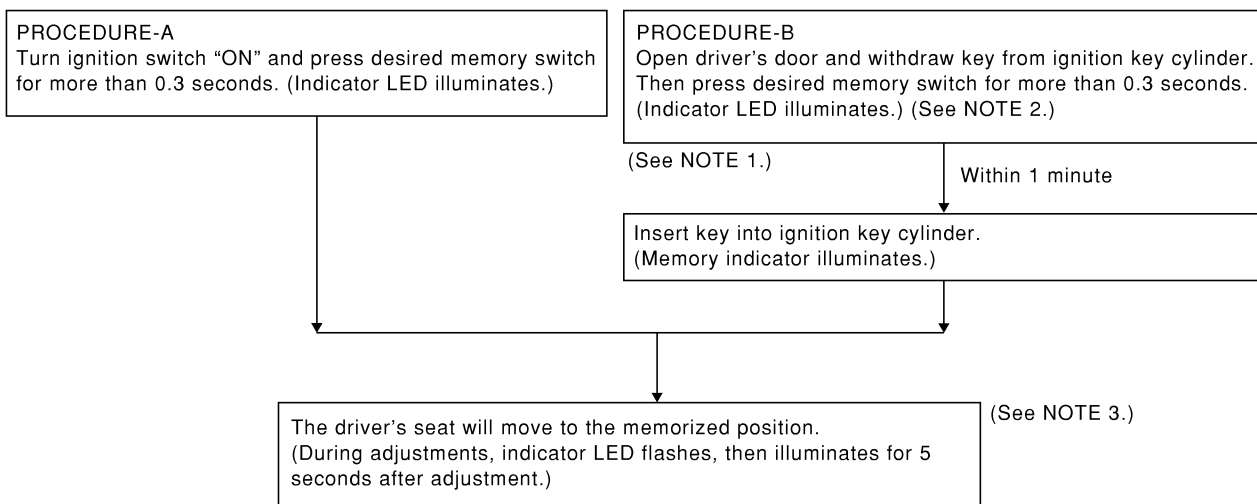 PROCEDURE-A
Turn ignition switch “ON” and press desired memory switch
for more than 0.3 seconds. (Indicator LED illuminates.)
PROCEDURE-B
Open driver’s door and withdraw key from ignition key cylinder.
Then press desired memory switch for more than 0.3 seconds.
(Indicator LED illuminates.) (See NOTE 2.)
(See NOTE 1.)
Within 1 minute
Insert key into ignition key cylinder.
(Memory indicator illuminates.)
The driver’s seat will move to the memorized position.
(During adjustments, indicator LED flashes, then illuminates for 5
seconds after adjustment.)
(See NOTE 3.)